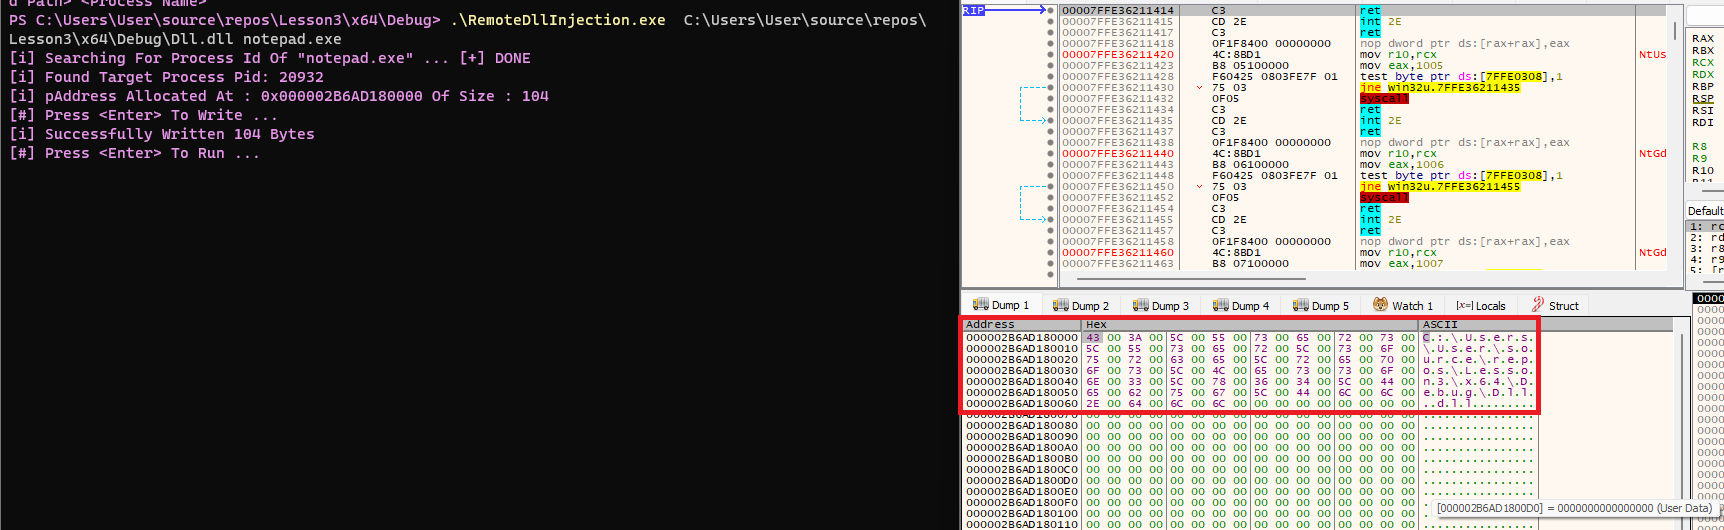 d Path> <Process Name>
PS C:\Users\User\source\repos\Lesson3\x64\Debug> .\RemoteDllInjection.exe  C:\Users\User\source\repos\
Lesson3\x64\Debug\Dll.dll notepad.exe
[i] Searching For Process Id Of "notepad.exe" ... [+] DONE
[i] Found Target Process Pid: 20932
[i] pAddress Allocated At : 0x000002B6AD180000 Of Size : 104
[#] Press <Enter> To Write ...
[i] Successfully Written 104 Bytes
[#] Press <Enter> To Run ...
RIP
00007FFE36211414 C3 ret
00007FFE36211415 CD 2E int 2E
00007FFE36211417 C3 ret
00007FFE36211418 0F1F8400 00000000 nop dword ptr ds:[rax+rax],eax
00007FFE36211420 4C:8BD1 mov r10,rcx NtUs
00007FFE36211423 B8 05100000 mov eax,1005
00007FFE36211428 F60425 0803FE7F 01 test byte ptr ds:[7FFE0308],1
00007FFE36211430 75 03 jne win32u.7FFE36211435
00007FFE36211432 0F05 syscall
00007FFE36211434 C3 ret
00007FFE36211435 CD 2E int 2E
00007FFE36211437 C3 ret
00007FFE36211438 0F1F8400 00000000 nop dword ptr ds:[rax+rax],eax
00007FFE36211440 4C:8BD1 mov r10,rcx NtGd
00007FFE36211443 B8 06100000 mov eax,1006
00007FFE36211448 F60425 0803FE7F 01 test byte ptr ds:[7FFE0308],1
00007FFE36211450 75 03 jne win32u.7FFE36211455
00007FFE36211452 0F05 syscall
00007FFE36211454 C3 ret
00007FFE36211455 CD 2E int 2E
00007FFE36211457 C3 ret
00007FFE36211458 0F1F8400 00000000 nop dword ptr ds:[rax+rax],eax
00007FFE36211460 4C:8BD1 mov r10,rcx NtGd
00007FFE36211463 B8 07100000 mov eax,1007
RAX
RBX
RCX
RDX
RBP
RSP
RSI
RDI
R8
R9
R10
Default
1: rc
2: rd
3: r8
4: r9
5: [r
Dump 1 Dump 2 Dump 3 Dump 4 Dump 5 Watch 1 [x=] Locals Struct
Address Hex ASCII
000002B6AD180000 43 00 3A 00 5C 00 55 00 73 00 65 00 72 00 73 00 C.:.\.U.s.e.r.s.
000002B6AD180010 5C 00 55 00 73 00 65 00 72 00 5C 00 73 00 6F 00 \.U.s.e.r.\.s.o.
000002B6AD180020 75 00 72 00 63 00 65 00 5C 00 72 00 65 00 70 00 u.r.c.e.\.r.e.p.
000002B6AD180030 6F 00 73 00 5C 00 4C 00 65 00 73 00 73 00 6F 00 o.s.\.L.e.s.s.o.
000002B6AD180040 6E 00 33 00 5C 00 78 00 36 00 34 00 5C 00 44 00 n.3.\.x.6.4.\.D.
000002B6AD180050 65 00 62 00 75 00 67 00 5C 00 44 00 6C 00 6C 00 e.b.u.g.\.D.l.l.
000002B6AD180060 2E 00 64 00 6C 00 6C 00 00 00 00 00 00 00 00 00 ..d.l.l.........
000002B6AD180070 00 00 00 00 00 00 00 00 00 00 00 00 00 00 00 00 ................
000002B6AD180080 00 00 00 00 00 00 00 00 00 00 00 00 00 00 00 00 ................
000002B6AD180090 00 00 00 00 00 00 00 00 00 00 00 00 00 00 00 00 ................
000002B6AD1800A0 00 00 00 00 00 00 00 00 00 00 00 00 00 00 00 00 ................
000002B6AD1800B0 00 00 00 00 00 00 00 00 00 00 00 00 00 00 00 00 ................
000002B6AD1800C0 00 00 00 00 00 00 00 00 00 00 00 00 00 00 00 00 ................
000002B6AD1800D0 00 00 00 00 00 00 00 00 00 00 00 00 00 00 00 00 ................
000002B6AD1800E0 00 00 00 00 00 00 00 00 00 00 00 00 00 00 00 00 ................
000002B6AD1800F0 00 00 00 00 00 00 00 00 00 00 00 00 00 00 00 00
000002B6AD180100 00 00 00 00 00 00 00 00 00 00 00 00 00 00 00 00 ................
000002B6AD180110 00 00 00 00 00 00 00 00 00 00 00 00 00 00 00 00 ................
[000002B6AD1800D0] = 0000000000000000 (User Data)